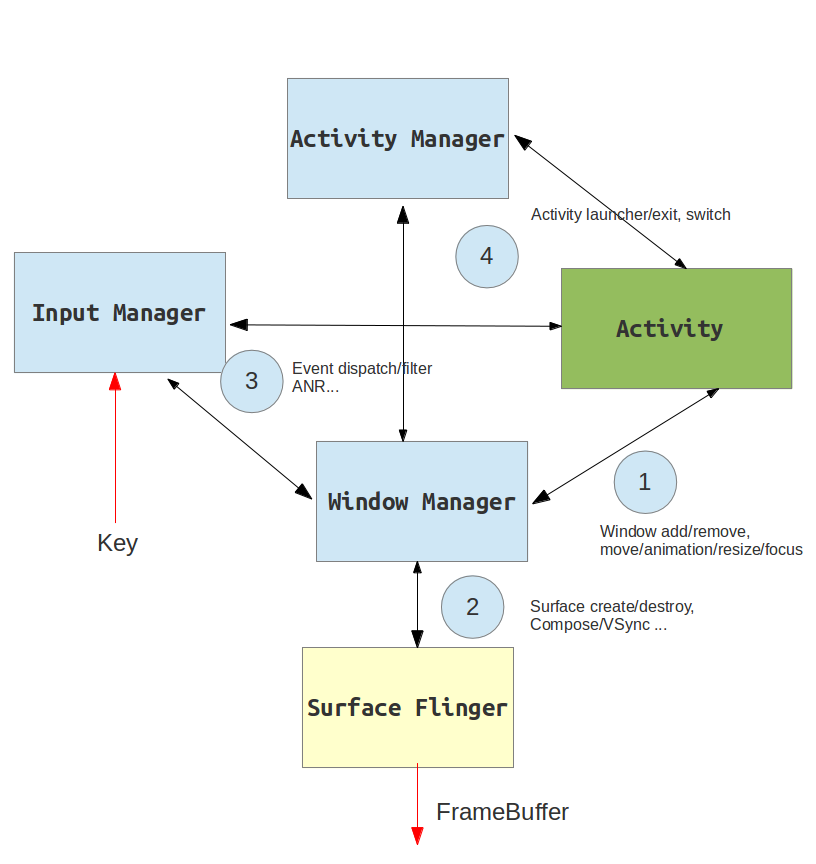 Activity Manager
Activity launcher/exit, switch
4
Input Manager
Activity
3
Event dispatch/filter
ANR...
Window Manager
1
Window add/remove,
move/animation/resize/focus
Key
2
Surface create/destroy,
Compose/VSync ...
Surface Flinger
FrameBuffer